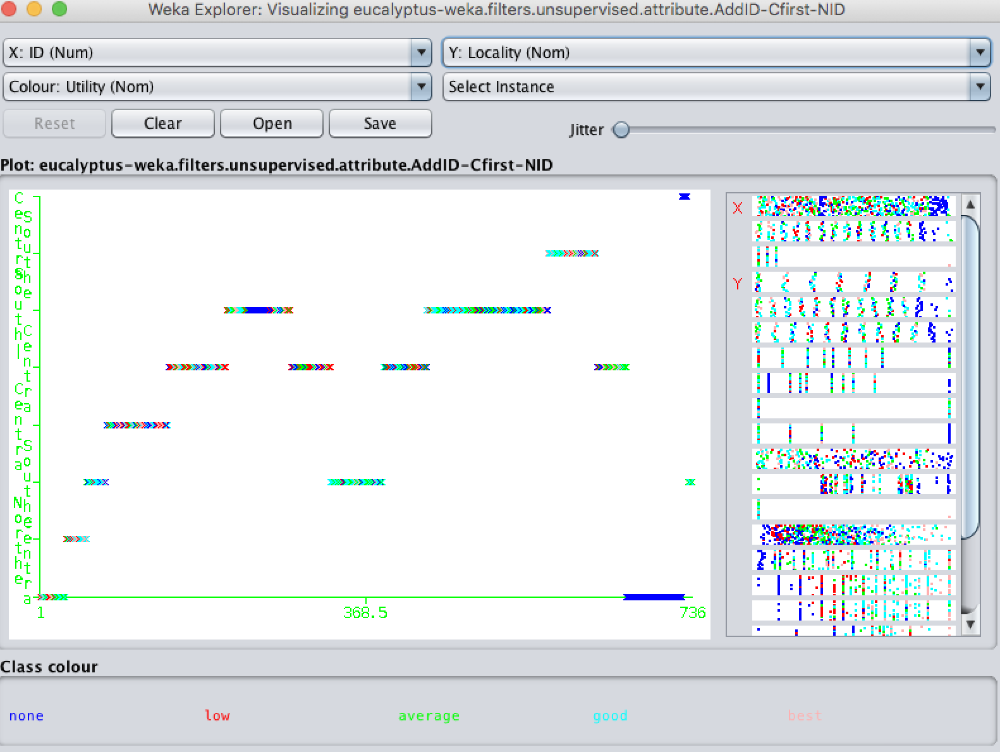 Weka Explorer: Visualizing eucalyptus-weka.filters.unsupervised.attribute.AddID-Cfirst-NID
X: ID (Num)
Y: Locality (Nom)
Colour: Utility (Nom)
Select Instance
Reset
Clear
Open
Save
Jitter
Plot: eucalyptus-weka.filters.unsupervised.attribute.AddID-Cfirst-NID
X
Y
1
368.5
736
Class colour
none
low
average
good
best